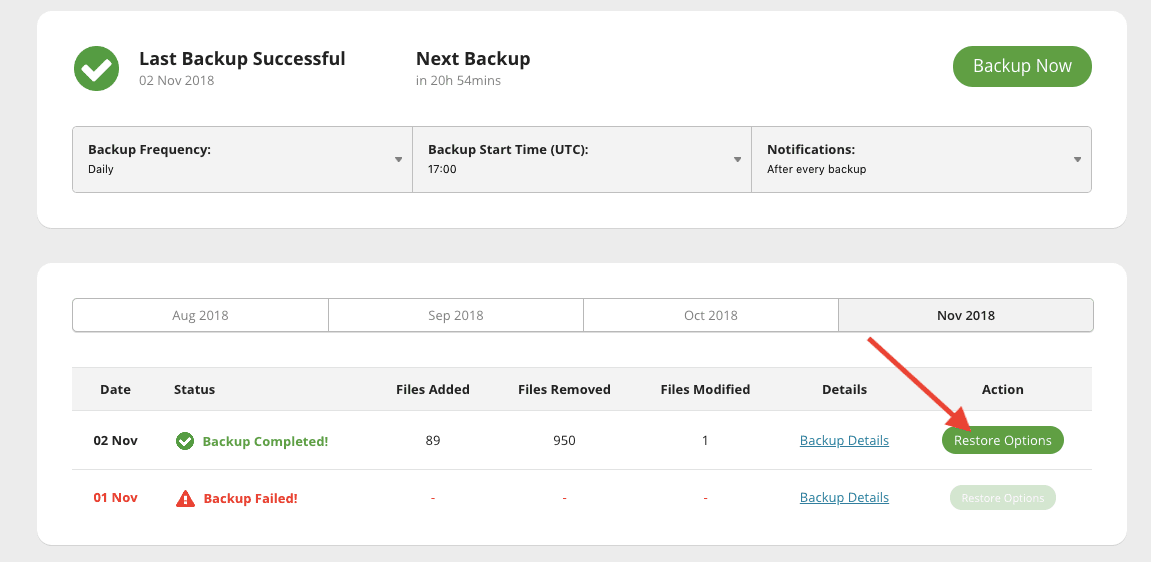 Last Backup Successful
02 Nov 2018
Next Backup
in 20h 54mins
Backup Now
Backup Frequency:
Daily
Backup Start Time (UTC):
17:00
Notifications:
After every backup
Aug 2018 Sep 2018 Oct 2018 Nov 2018
Date Status Files Added Files Removed Files Modified Details Action
02 Nov Backup Completed! 89 950 1 Backup Details Restore Options
01 Nov Backup Failed! - - - Backup Details Restore Options